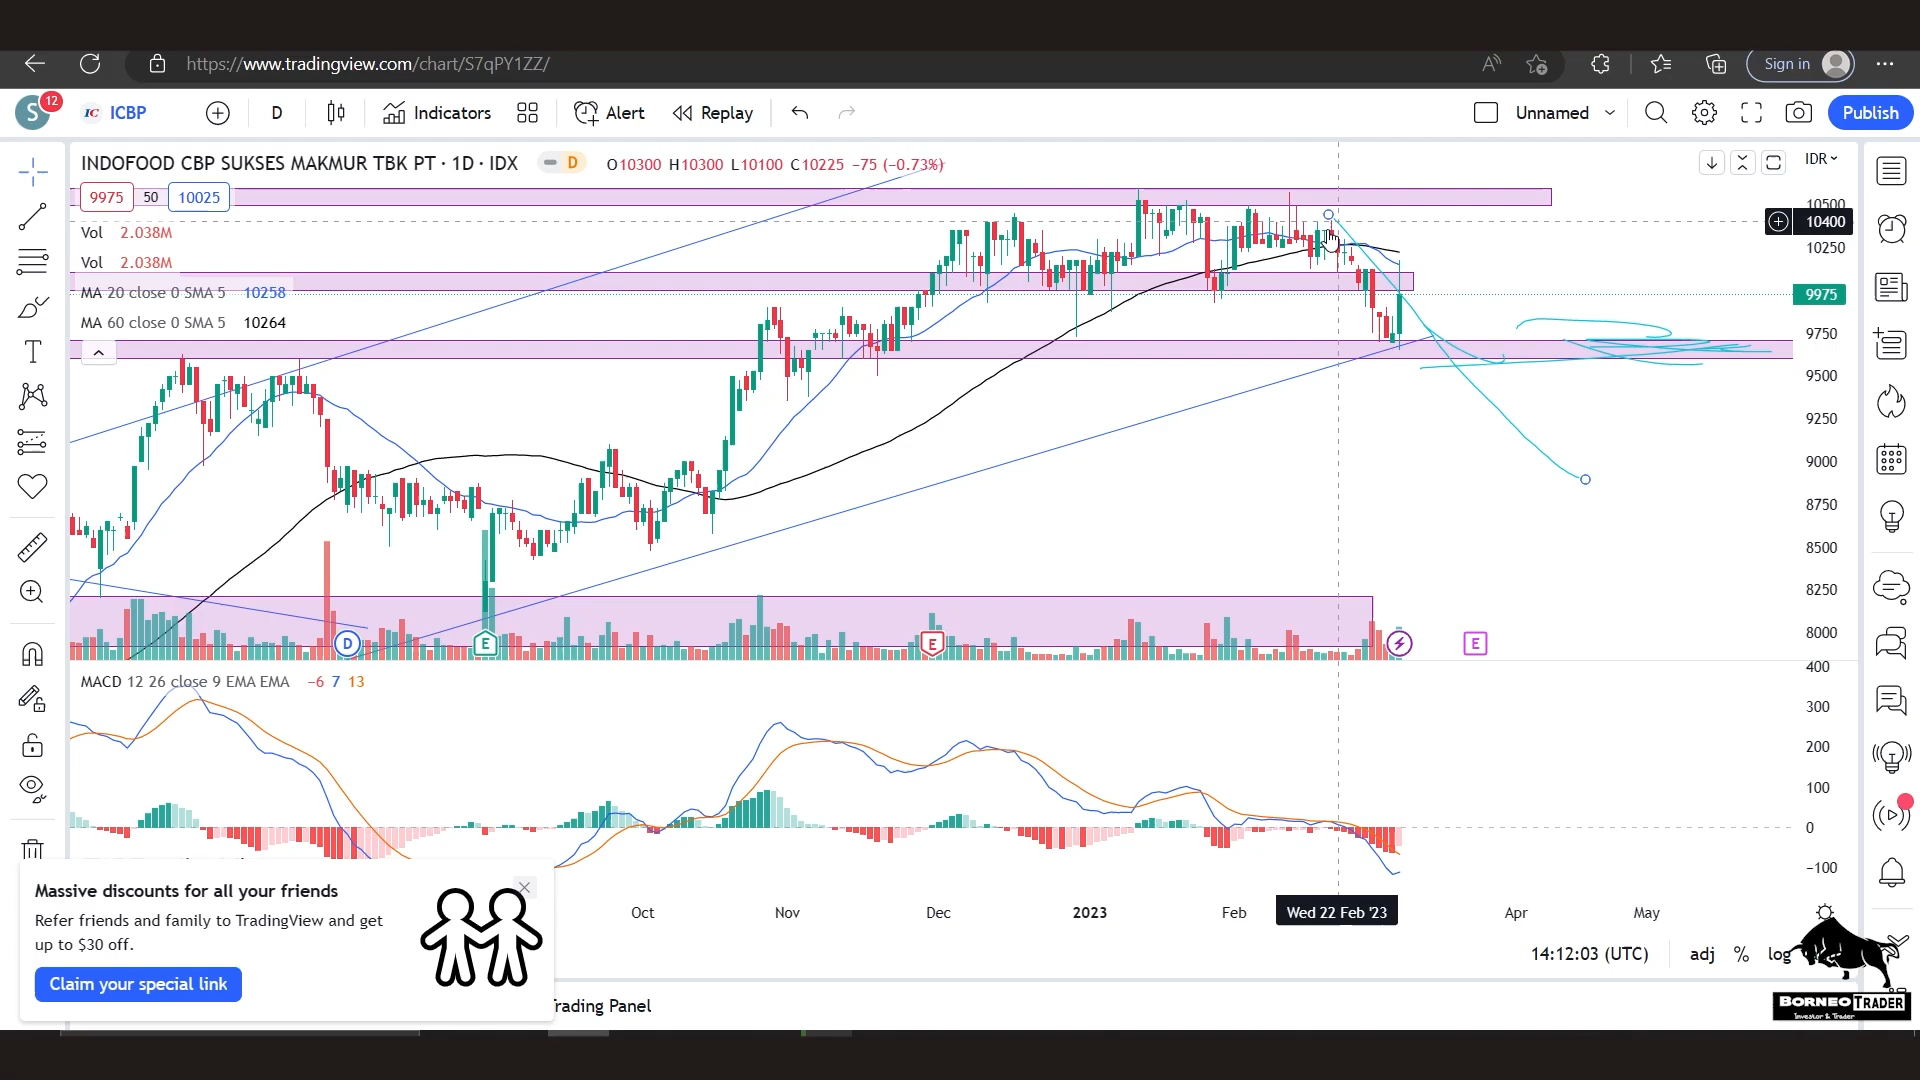 https://www.tradingview.com/chart/S7qPY1ZZ/
Sign in
S 12 IC ICBP D Indicators Alert Replay Unnamed Publish
INDOFOOD CBP SUKSES MAKMUR TBK PT · 1D · IDX D O10300 H10300 L10100 C10225 −75 (−0.73%) IDR
9975 50 10025
Vol 2.038M
Vol 2.038M
MA 20 close 0 SMA 5 10258
MA 60 close 0 SMA 5 10264
10500
10400
10250
9975
9750
9500
9250
9000
8750
8500
8250
8000
D E E E
MACD 12 26 close 9 EMA EMA −6 7 13
400
300
200
100
0
−100
Oct Nov Dec 2023 Feb Wed 22 Feb '23 Apr May
14:12:03 (UTC) adj % log
Massive discounts for all your friends
Refer friends and family to TradingView and get
up to $30 off.
Claim your special link
Trading Panel
BORNEO TRADER
Investor & Trader